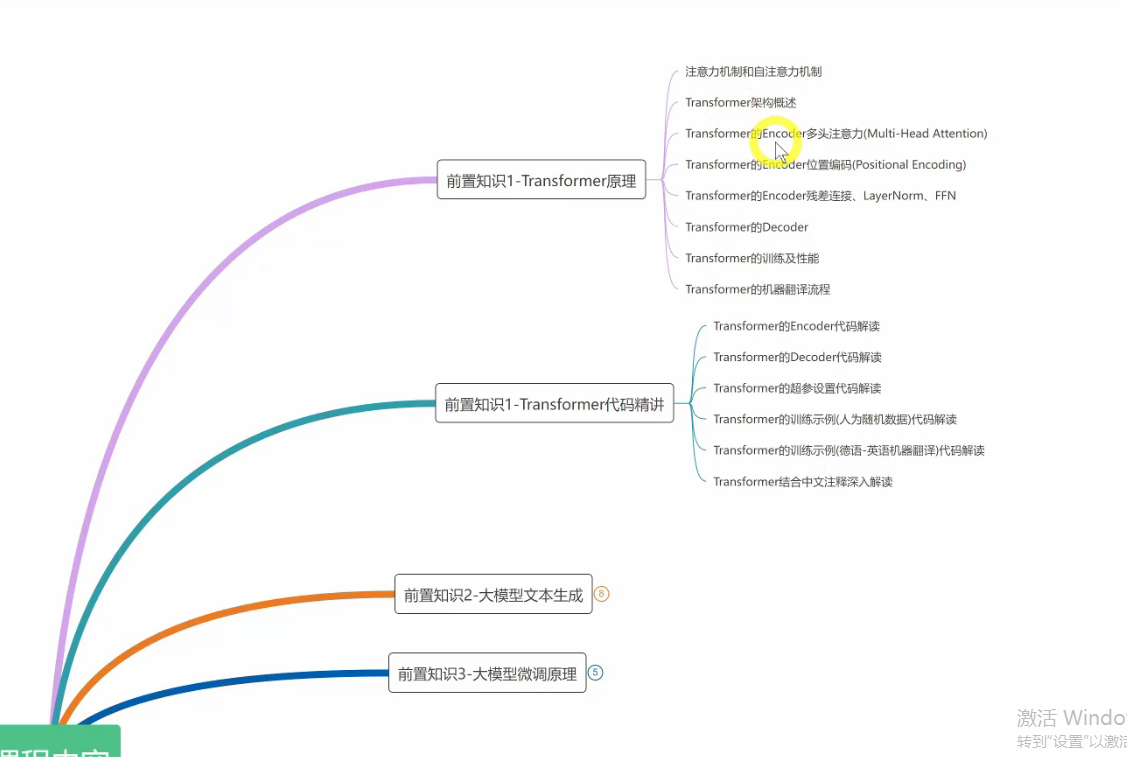 注意力机制和自注意力机制
Transformer架构概述
Transformer的Encoder多头注意力(Multi-Head Attention)
Transformer的Encoder位置编码(Positional Encoding)
Transformer的Encoder残差连接、LayerNorm、FFN
Transformer的Decoder
Transformer的训练及性能
Transformer的机器翻译流程
前置知识1-Transformer原理
Transformer的Encoder代码解读
Transformer的Decoder代码解读
Transformer的超参设置代码解读
Transformer的训练示例(人为随机数据)代码解读
Transformer的训练示例(德语-英语机器翻译)代码解读
Transformer结合中文注释深入解读
前置知识1-Transformer代码精讲
前置知识2-大模型文本生成
8
前置知识3-大模型微调原理
5
课程内容
激活 Windo
转到“设置”以激活